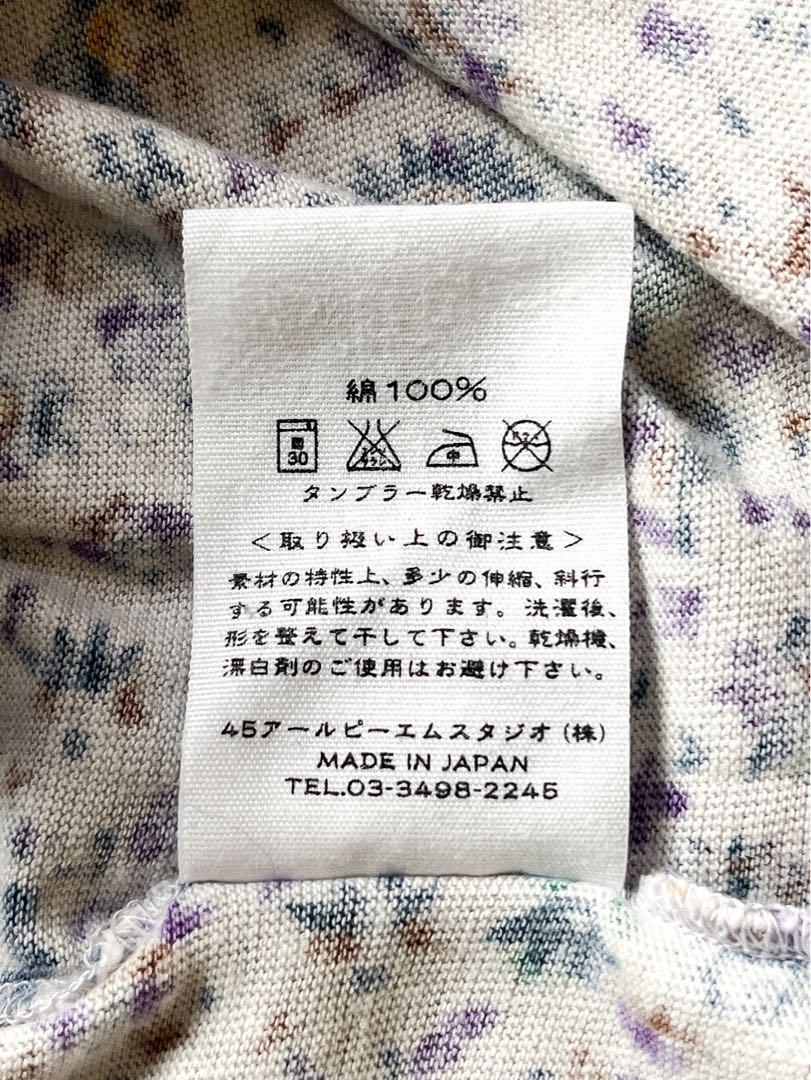 綿100%
30 中
タンブラー乾燥禁止
<取り扱い上の御注意>
素材の特性上、多少の伸縮、斜行
する可能性があります。洗濯後、
形を整えて干して下さい。乾燥機、
漂白剤のご使用はお避け下さい。
45アールピーエムスタジオ(株)
MADE IN JAPAN
TEL.03-3498-2245